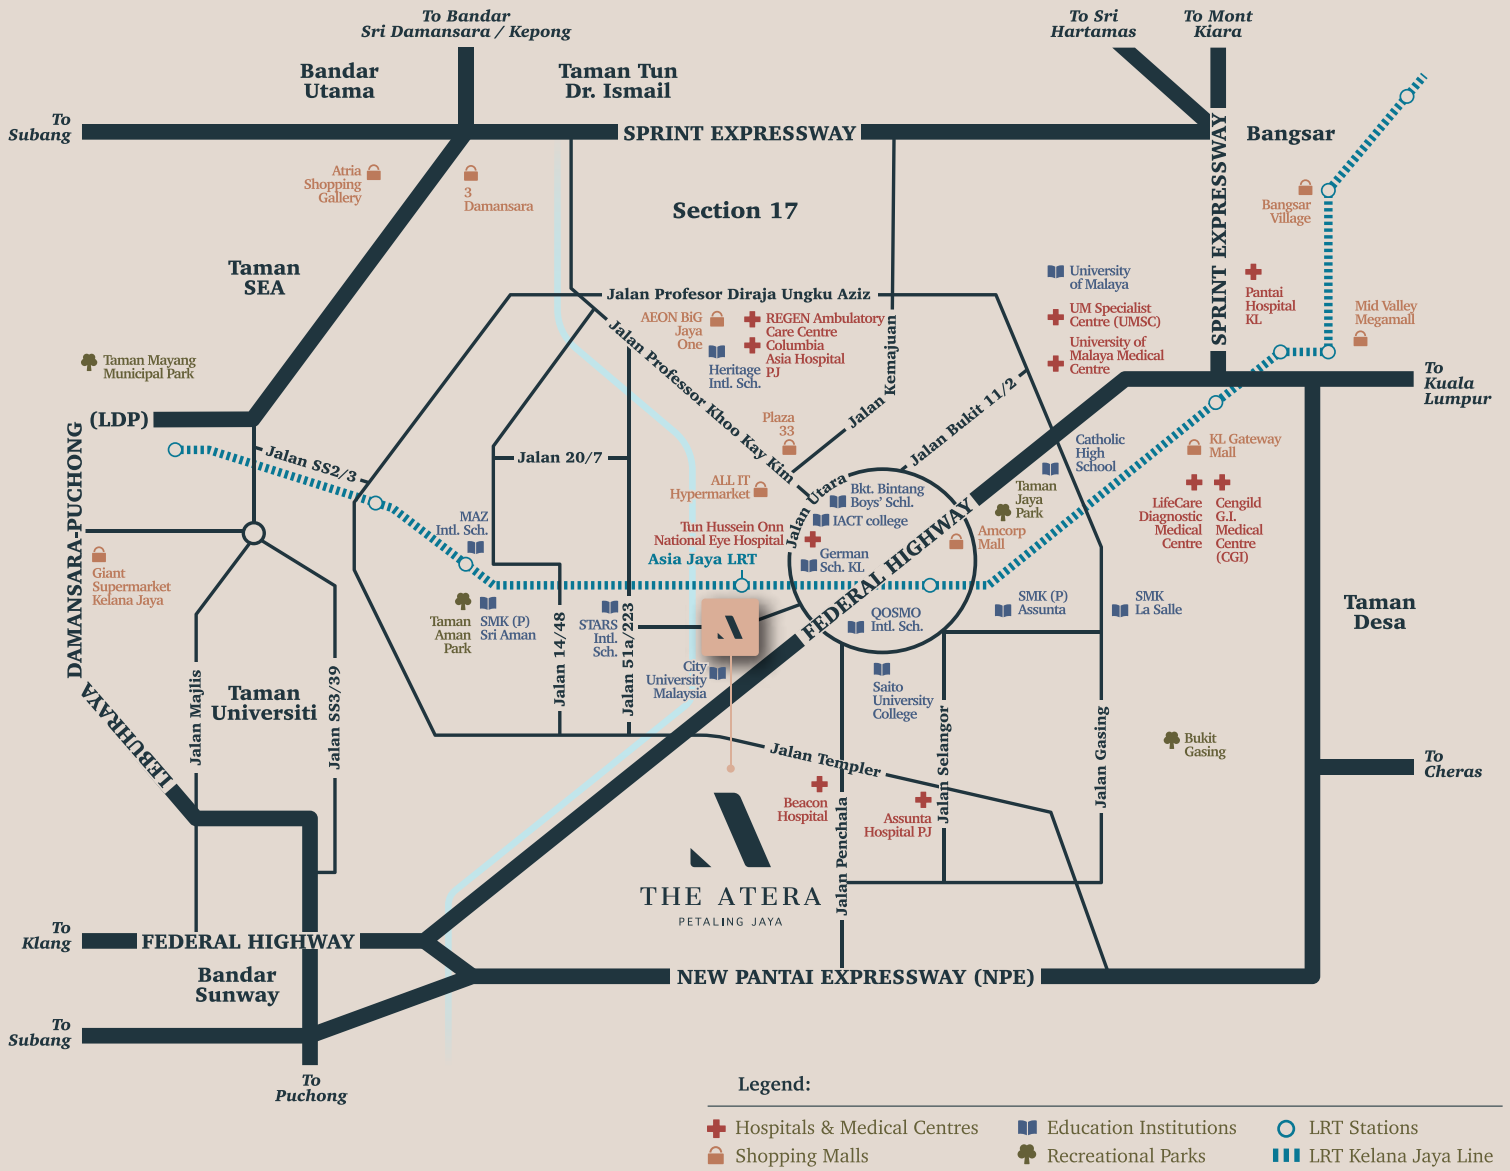 To Bandar
Sri Damansara / Kepong
To Sri
Hartamas
To Mont
Kiara
Bandar
Utama
Taman Tun
Dr. Ismail
To
Subang
SPRINT EXPRESSWAY
SPRINT EXPRESSWAY
Bangsar
Atria
Shopping
Gallery
3
Damansara
Section 17
Bangsar
Village
Taman
SEA
University
of Malaya
Pantai
Hospital
KL
Jalan Profesor Diraja Ungku Aziz
AEON BiG
Jaya
One
REGEN Ambulatory
Care Centre
Columbia
Asia Hospital
PJ
Heritage
Intl. Sch.
UM Specialist
Centre (UMSC)
University of
Malaya Medical
Centre
Mid Valley
Megamall
Taman Mayang
Municipal Park
Jalan Professor Khoo Kay Kim
Jalan Kemajuan
Jalan Bukit 11/2
To
Kuala
Lumpur
(LDP)
DAMANSARA-PUCHONG
LEBUHRAYA
Jalan SS2/3
Jalan 20/7
Plaza
33
Catholic
High
School
KL Gateway
Mall
ALL IT
Hypermarket
Jalan Utara
Bkt. Bintang
Boys' Schl.
IACT college
Taman
Jaya
Park
LifeCare
Diagnostic
Medical
Centre
Cengild
G.I.
Medical
Centre
(CGI)
MAZ
Intl. Sch.
Tun Hussein Onn
National Eye Hospital
Asia Jaya LRT
German
Sch. KL
Amcorp
Mall
FEDERAL HIGHWAY
Giant
Supermarket
Kelana Jaya
Taman
Aman
Park
SMK (P)
Sri Aman
STARS
Intl.
Sch.
QOSMO
Intl. Sch.
SMK (P)
Assunta
SMK
La Salle
Taman
Desa
Jalan 14/48
Jalan 51a/223
City
University
Malaysia
Saito
University
College
Jalan Majlis
Taman
Universiti
Jalan SS3/39
Jalan Selangor
Jalan Gasing
Bukit
Gasing
Jalan Templer
To
Cheras
Beacon
Hospital
Assunta
Hospital PJ
Jalan Penchala
THE ATERA
PETALING JAYA
To
Klang
FEDERAL HIGHWAY
Bandar
Sunway
NEW PANTAI EXPRESSWAY (NPE)
To
Subang
To
Puchong
Legend:
Hospitals & Medical Centres
Education Institutions
LRT Stations
Shopping Malls
Recreational Parks
LRT Kelana Jaya Line